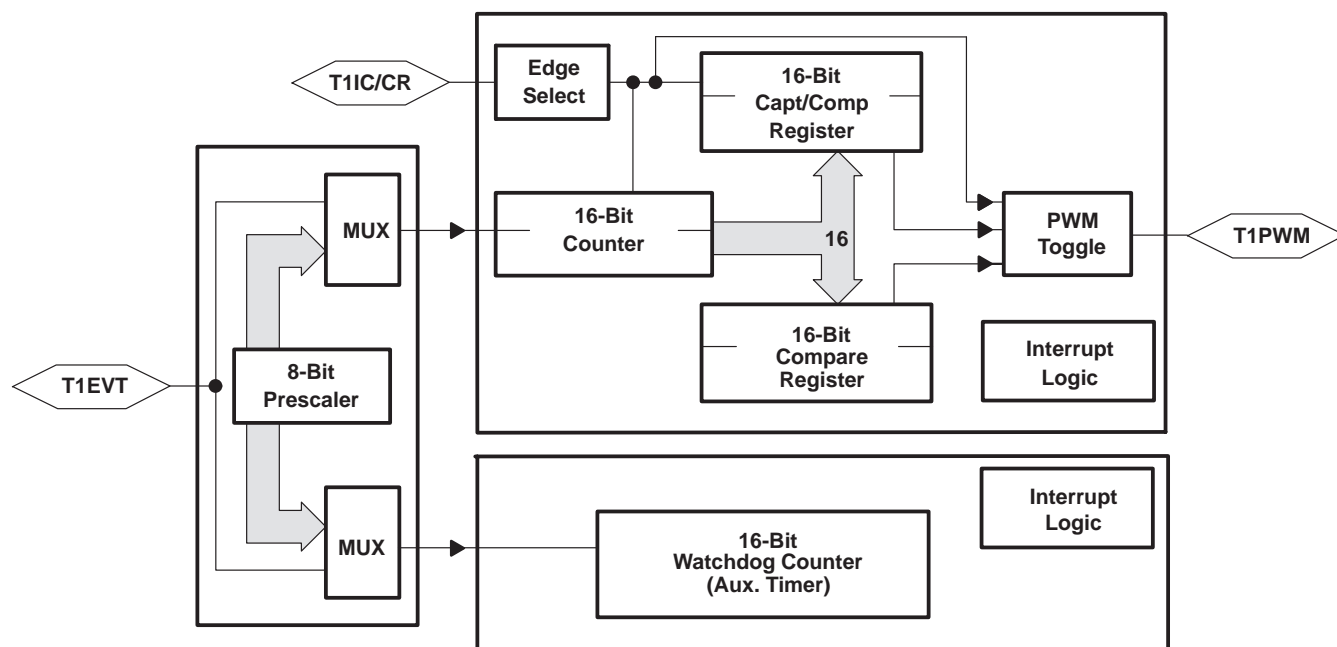 T1IC/CR
Edge
Select
16-Bit
Capt/Comp
Register
MUX
16-Bit
Counter
16
PWM
Toggle
T1PWM
8-Bit
Prescaler
T1EVT
16-Bit
Compare
Register
Interrupt
Logic
MUX
16-Bit
Watchdog Counter
(Aux. Timer)
Interrupt
Logic